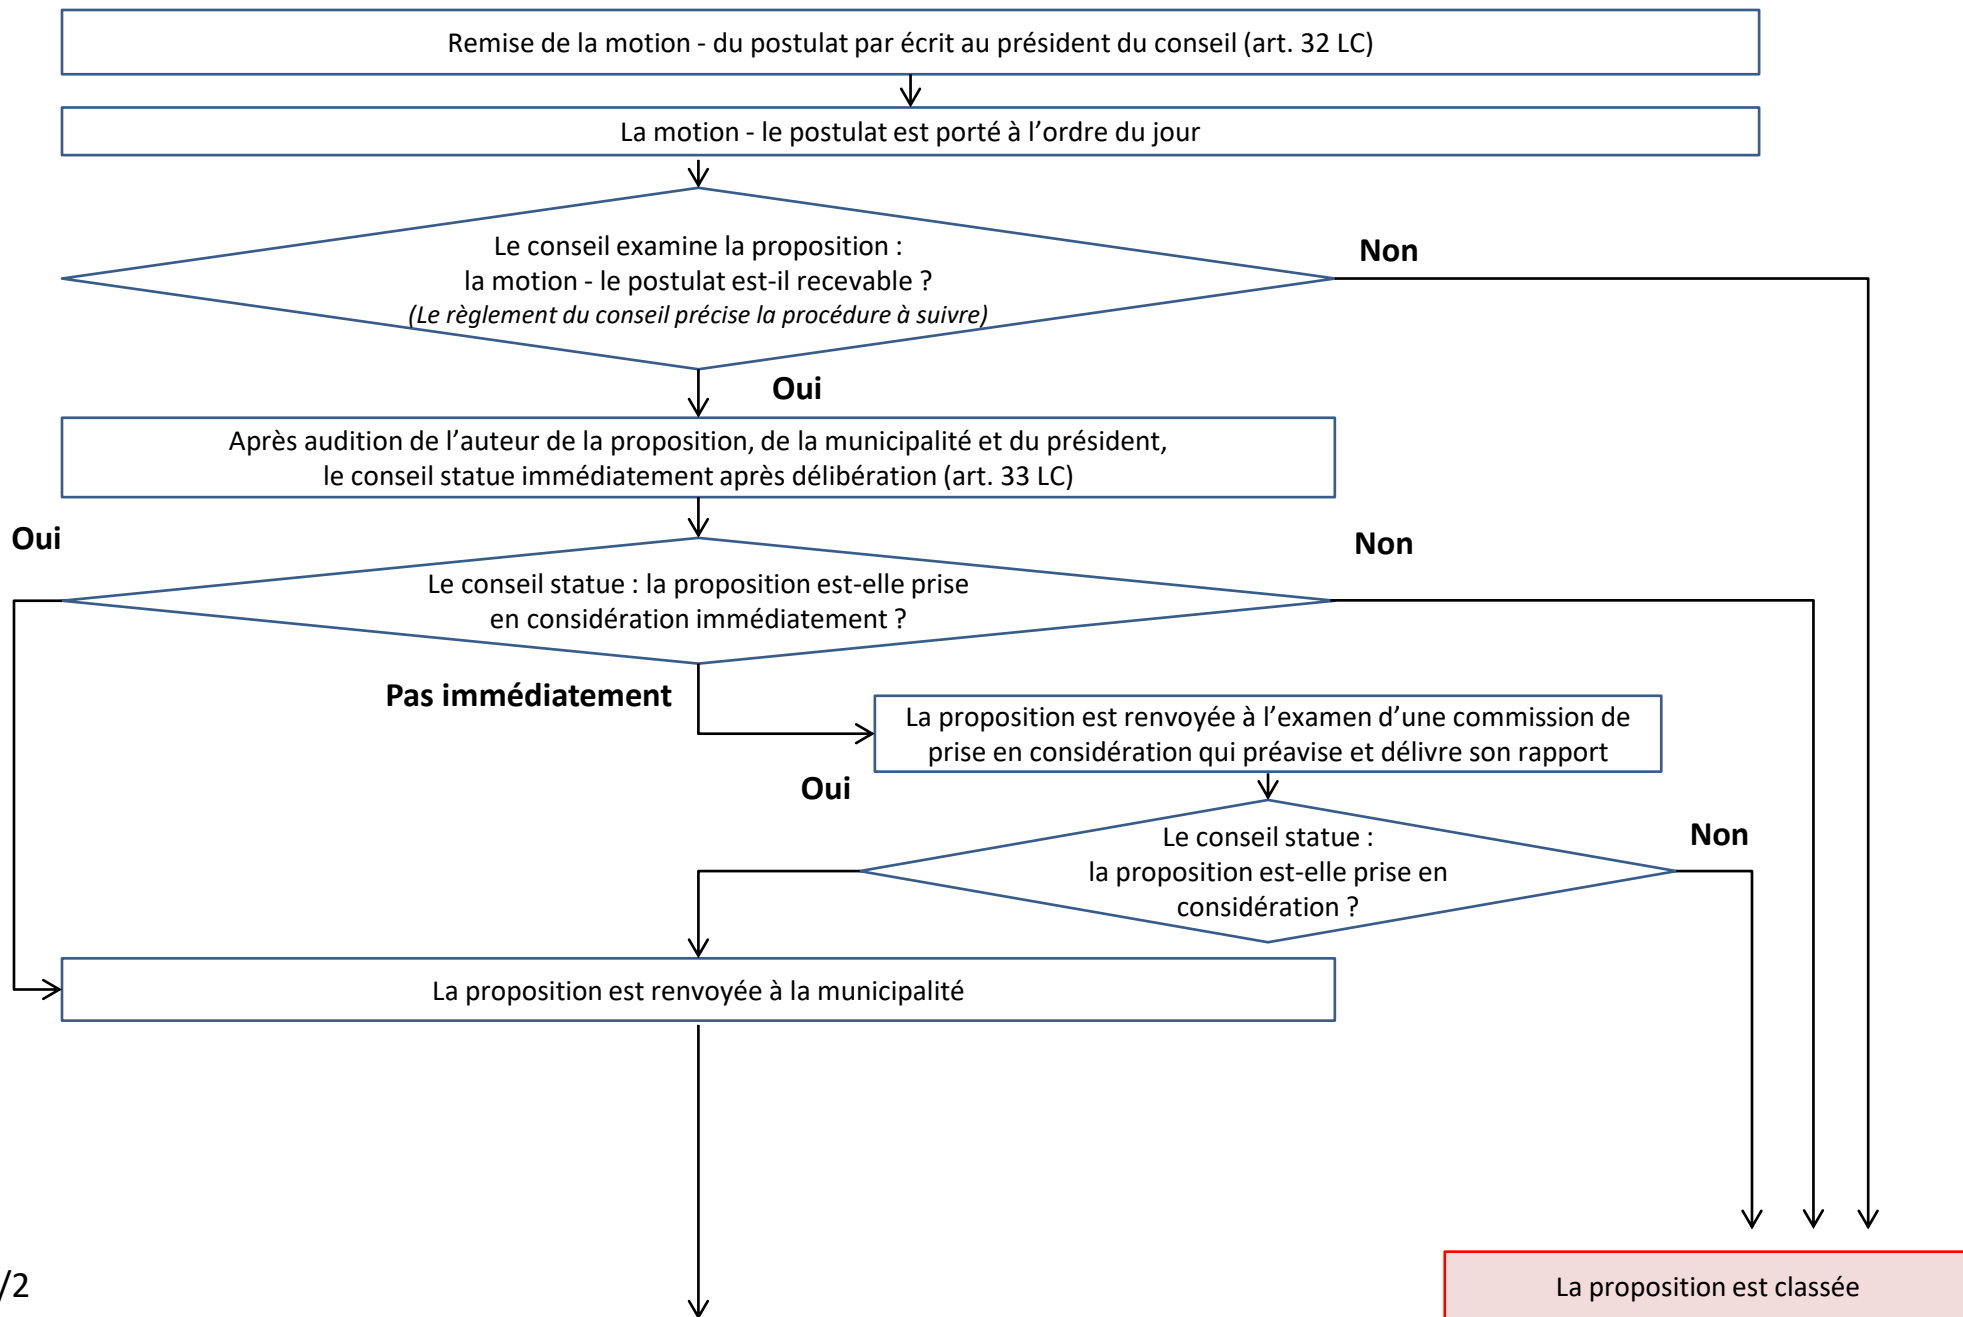 Remise de la motion - du postulat par écrit au président du conseil (art. 32 LC)
La motion - le postulat est porté à l’ordre du jour
Le conseil examine la proposition :
la motion - le postulat est-il recevable ?
(Le règlement du conseil précise la procédure à suivre)
Non
Oui
Après audition de l’auteur de la proposition, de la municipalité et du président,
le conseil statue immédiatement après délibération (art. 33 LC)
Oui
Non
Le conseil statue : la proposition est-elle prise
en considération immédiatement ?
Pas immédiatement
La proposition est renvoyée à l’examen d’une commission de
prise en considération qui préavise et délivre son rapport
Oui
Non
Le conseil statue :
la proposition est-elle prise en
considération ?
La proposition est renvoyée à la municipalité
/2
La proposition est classée